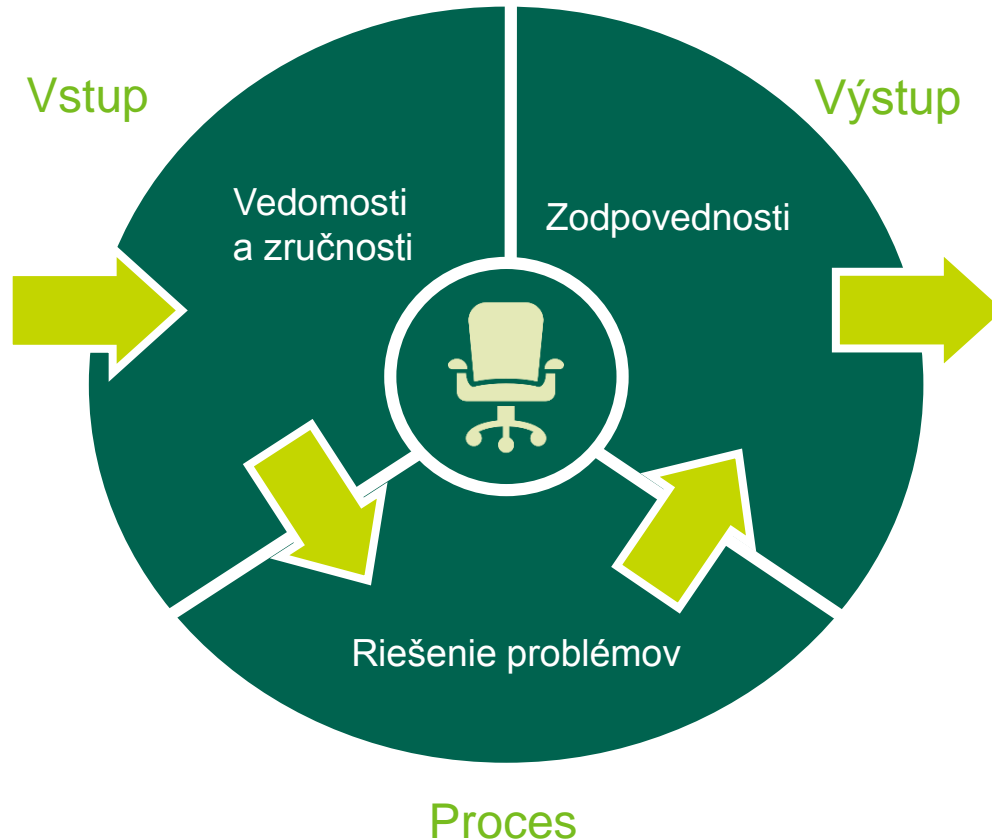 Vstup
Výstup
Vedomosti
a zručnosti
Zodpovednosti
Riešenie problémov
Proces